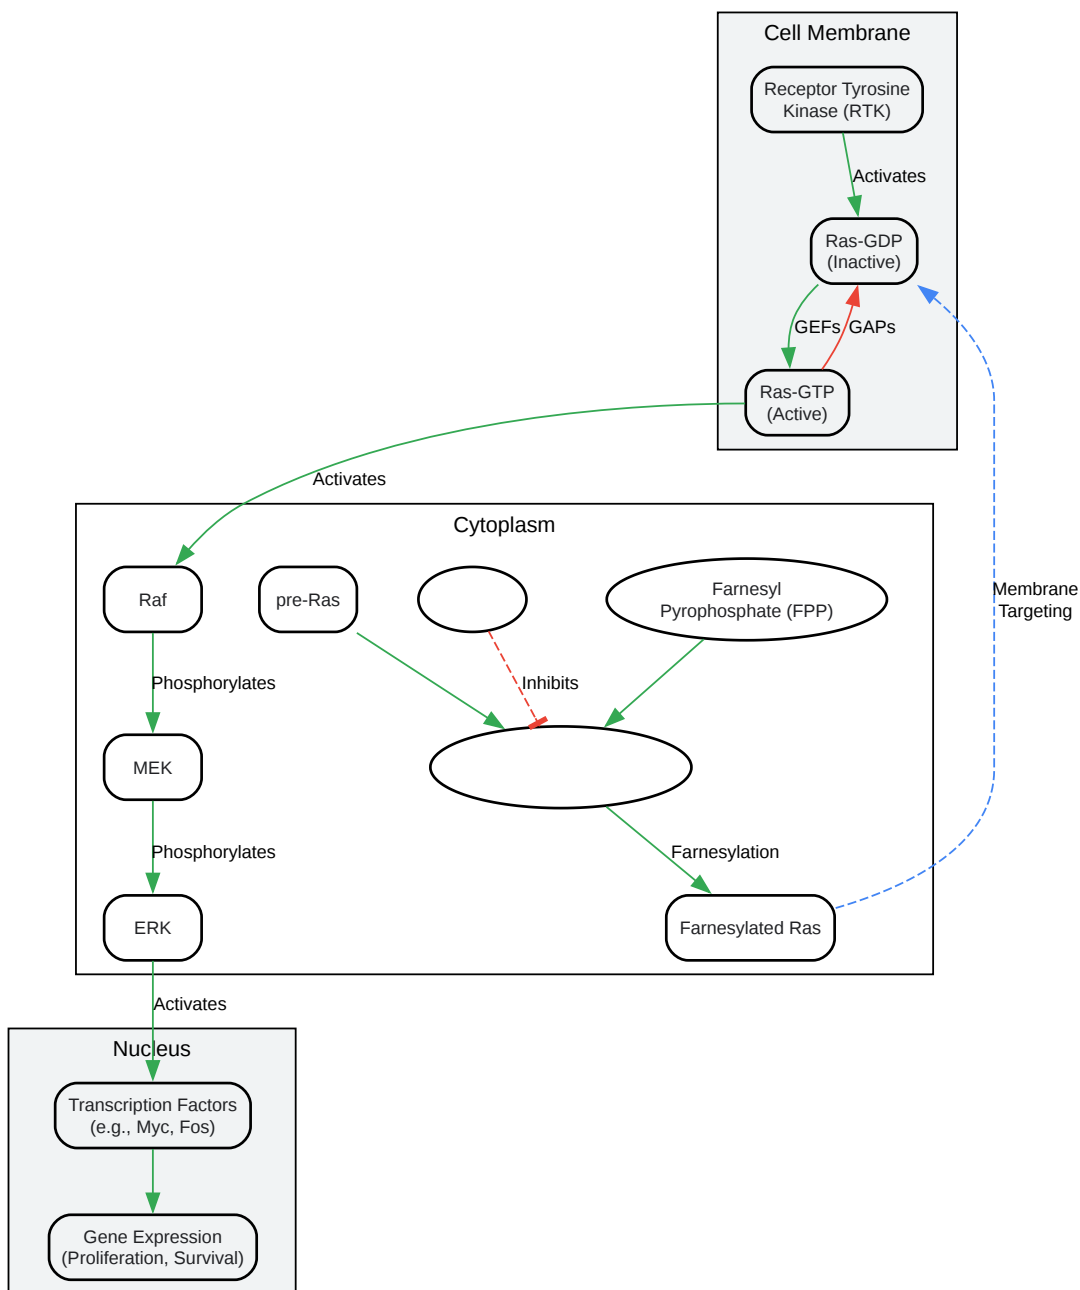 Cell Membrane
Receptor Tyrosine
Kinase (RTK)
Activates
Ras-GDP
(Inactive)
GEFs
GAPs
Ras-GTP
(Active)
Activates
Cytoplasm
Raf
pre-Ras
Farnesyl
Pyrophosphate (FPP)
Membrane
Targeting
Phosphorylates
Inhibits
MEK
Phosphorylates
Farnesylation
ERK
Farnesylated Ras
Activates
Nucleus
Transcription Factors
(e.g., Myc, Fos)
Gene Expression
(Proliferation, Survival)